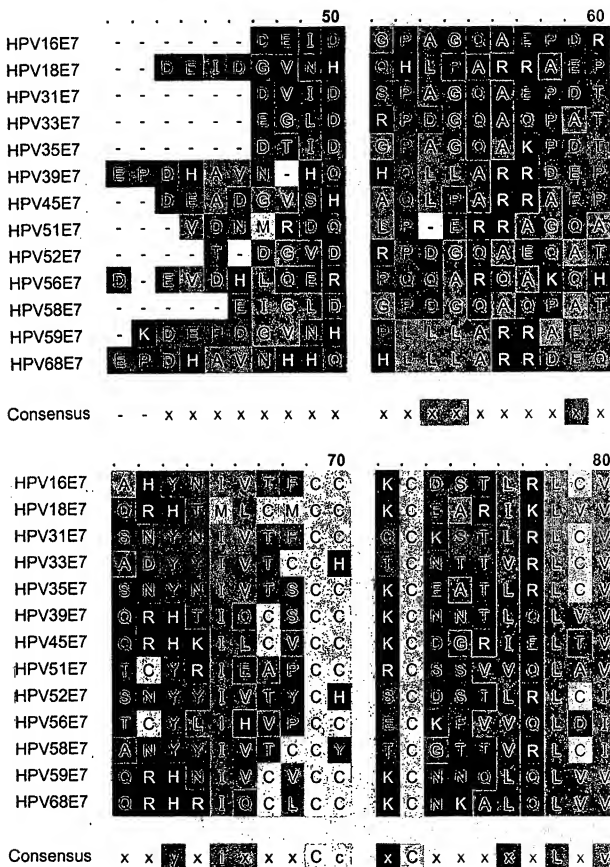 50 60
HPV16E7 - - - - - - D E I D G P A G Q A E P D R
HPV18E7 - - D E I D G V N H Q H L P A R R A E P
HPV31E7 - - - - - - D V I D S P A G Q A E P D T
HPV33E7 - - - - - - E G L D R P D G Q A Q P A T
HPV35E7 - - - - - - D T I D G P A G Q A K P D T
HPV39E7 E P D H A V N - H Q H Q L L A R R D E P
HPV45E7 - - D E A D G V S H A Q L P A R R A E P
HPV51E7 - - - V D N M R D Q L P - E R R A G Q A
HPV52E7 - - - - T - D G V D R P D G Q A E Q A T
HPV56E7 D - E V D H L Q E R P Q Q A R Q A K Q H
HPV58E7 - - - - - E I G L D G P D G Q A Q P A T
HPV59E7 - K D E P D G V N H P L L L A R R A E P
HPV68E7 E P D H A V N H H Q H L L L A R R D E Q
Consensus - - x x x x x x x x x x x x x x x x x x
70 80
HPV16E7 A H Y N I V T F C C K C D S T L R L C V
HPV18E7 Q R H T M L C M C C K C E A R I K L V V
HPV31E7 S N Y N I V T F C C Q C K S T L R L C V
HPV33E7 A D Y Y I V T C C H T C N T T V R L C V
HPV35E7 S N Y N I V T S C C K C E A T L R L C V
HPV39E7 Q R H T I Q C S C C K C N N T L Q L V V
HPV45E7 Q R H K I L C V C C K C D G R I E L T V
HPV51E7 T C Y R I E A P C C R C S S V V Q L A V
HPV52E7 S N Y Y I V T Y C H S C D S T L R L C I
HPV56E7 T C Y L I H V P C C E C K F V V Q L D I
HPV58E7 A N Y Y I V T C C Y T C G T T V R L C I
HPV59E7 Q R H N I V C V C C K C N N Q L Q L V V
HPV68E7 Q R H R I Q C L C C K C N K A L Q L V V
Consensus x x y x I x x x C c x C x x x x x L x v